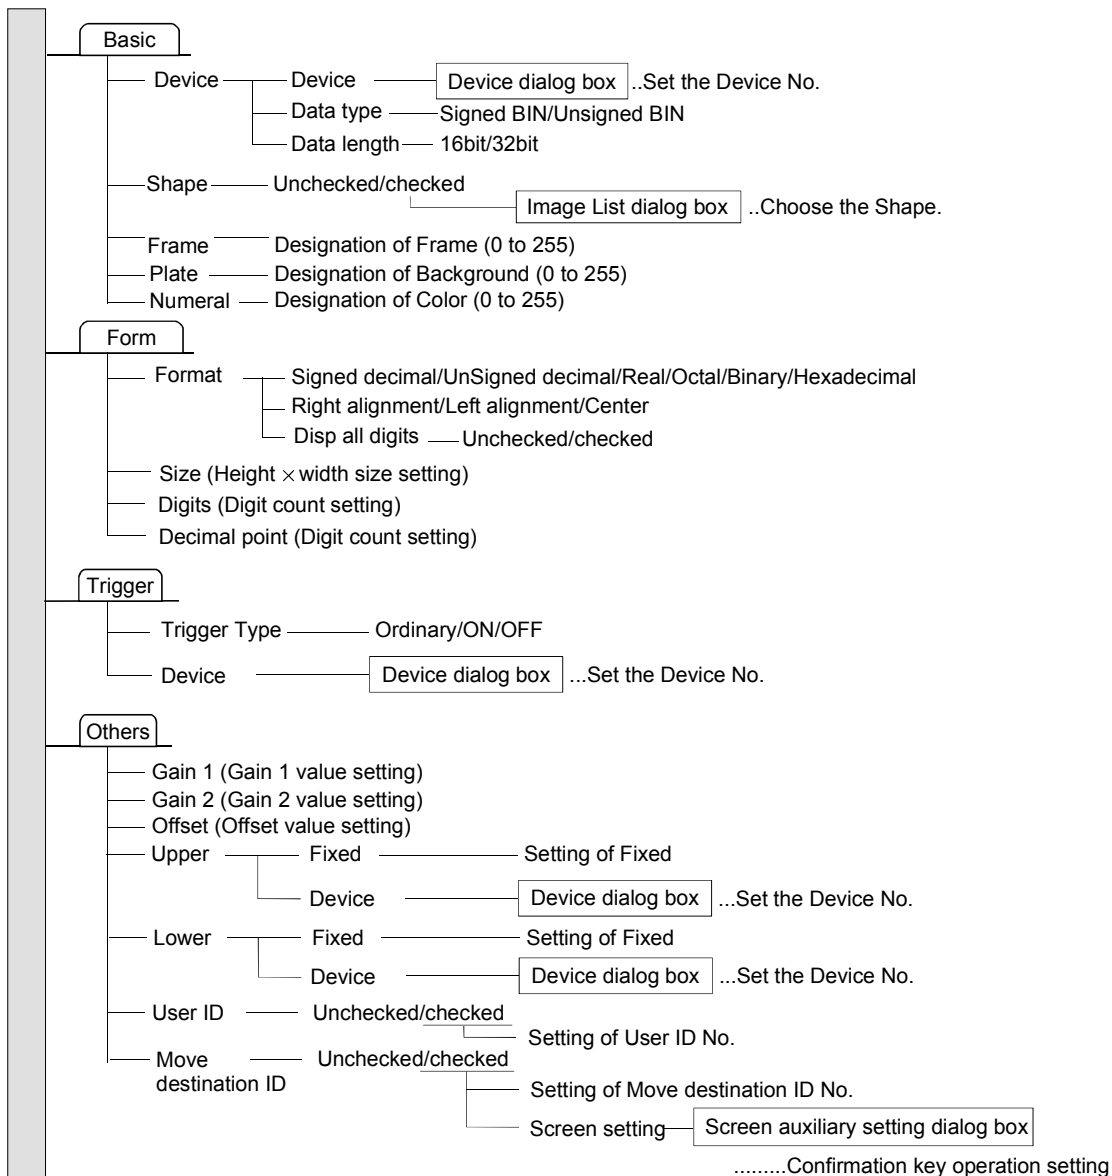 Basic
Device Device Device dialog box ..Set the Device No.
Data type Signed BIN/Unsigned BIN
Data length 16bit/32bit
Shape Unchecked/checked
Image List dialog box ..Choose the Shape.
Frame Designation of Frame (0 to 255)
Plate Designation of Background (0 to 255)
Numeral Designation of Color (0 to 255)
Form
Format Signed decimal/UnSigned decimal/Real/Octal/Binary/Hexadecimal
Right alignment/Left alignment/Center
Disp all digits Unchecked/checked
Size (Height × width size setting)
Digits (Digit count setting)
Decimal point (Digit count setting)
Trigger
Trigger Type Ordinary/ON/OFF
Device Device dialog box ...Set the Device No.
Others
Gain 1 (Gain 1 value setting)
Gain 2 (Gain 2 value setting)
Offset (Offset value setting)
Upper Fixed Setting of Fixed
Device Device dialog box ...Set the Device No.
Lower Fixed Setting of Fixed
Device Device dialog box ...Set the Device No.
User ID Unchecked/checked
Setting of User ID No.
Move Unchecked/checked
destination ID
Setting of Move destination ID No.
Screen setting Screen auxiliary setting dialog box
.........Confirmation key operation setting